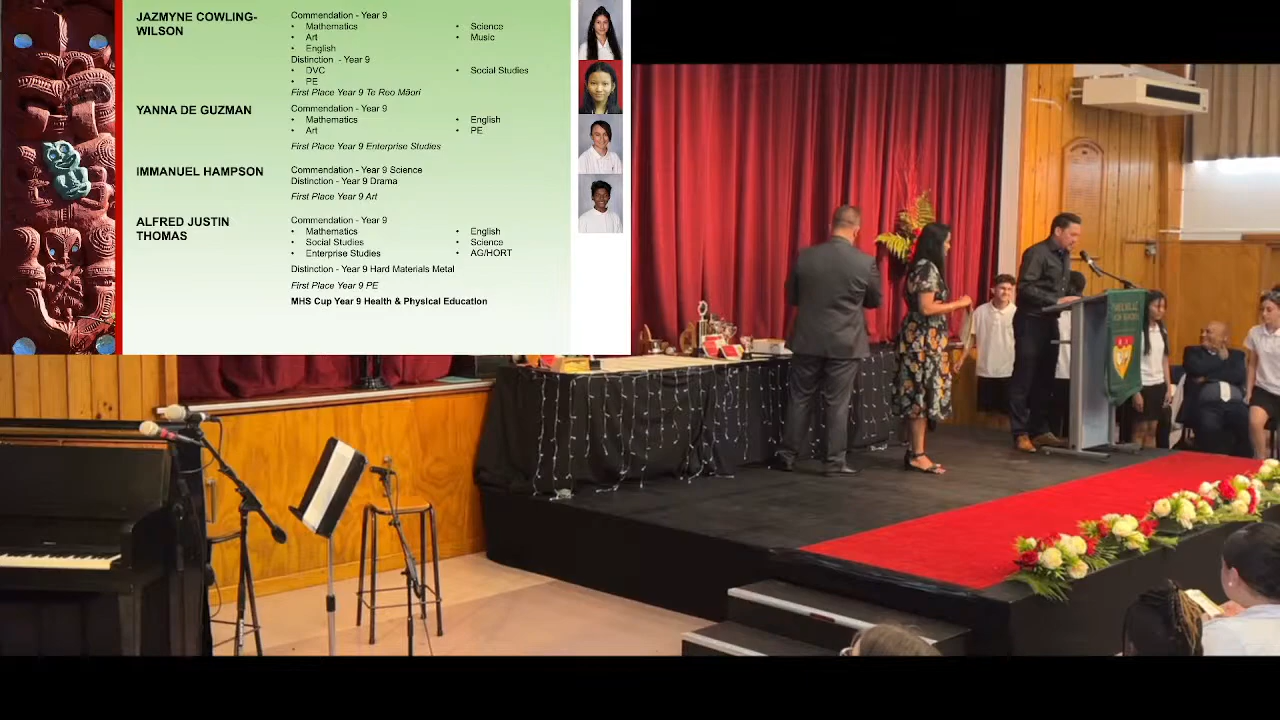 JAZMYNE COWLING-
WILSON
Commendation - Year 9
• Mathematics • Science
• Art • Music
• English
Distinction - Year 9
• DVC • Social Studies
• PE
First Place Year 9 Te Reo Māori
YANNA DE GUZMAN
Commendation - Year 9
• Mathematics • English
• Art • PE
First Place Year 9 Enterprise Studies
IMMANUEL HAMPSON
Commendation - Year 9 Science
Distinction - Year 9 Drama
First Place Year 9 Art
ALFRED JUSTIN
THOMAS
Commendation - Year 9
• Mathematics • English
• Social Studies • Science
• Enterprise Studies • AG/HORT
Distinction - Year 9 Hard Materials Metal
First Place Year 9 PE
MHS Cup Year 9 Health & Physical Education
MELVILLE
HIGH SCHOOL